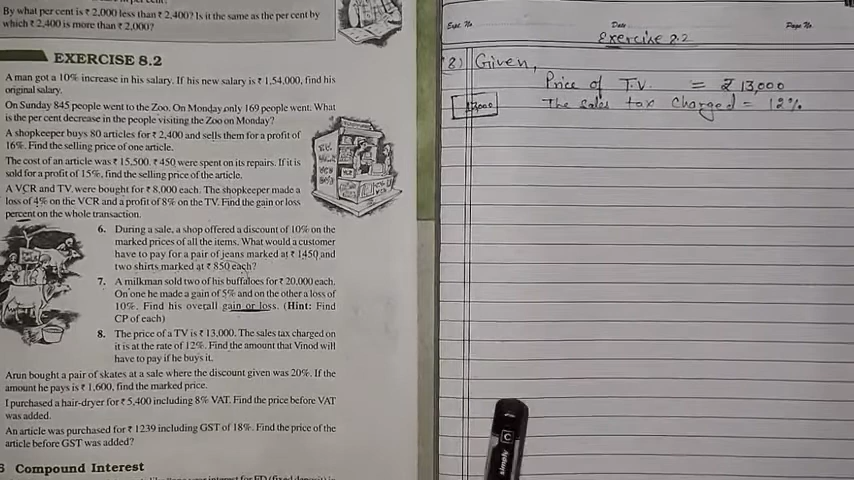 By what per cent is ₹ 2,000 less than ₹ 2,400? Is it the same as the per cent by
which ₹ 2,400 is more than ₹ 2,000?
EXERCISE 8.2
A man got a 10% increase in his salary. If his new salary is ₹ 1,54,000, find his
original salary.
On Sunday 845 people went to the Zoo. On Monday only 169 people went. What
is the per cent decrease in the people visiting the Zoo on Monday?
A shopkeeper buys 80 articles for ₹ 2,400 and sells them for a profit of
16%. Find the selling price of one article.
The cost of an article was ₹ 15,500. ₹ 450 were spent on its repairs. If it is
sold for a profit of 15%, find the selling price of the article.
A VCR and TV were bought for ₹ 8,000 each. The shopkeeper made a
loss of 4% on the VCR and a profit of 8% on the TV. Find the gain or loss
percent on the whole transaction.
6. During a sale, a shop offered a discount of 10% on the
marked prices of all the items. What would a customer
have to pay for a pair of jeans marked at ₹ 1450 and
two shirts marked at ₹ 850 each?
7. A milkman sold two of his buffaloes for ₹ 20,000 each.
On one he made a gain of 5% and on the other a loss of
10%. Find his overall gain or loss. (Hint: Find
CP of each)
8. The price of a TV is ₹ 13,000. The sales tax charged on
it is at the rate of 12%. Find the amount that Vinod will
have to pay if he buys it.
Arun bought a pair of skates at a sale where the discount given was 20%. If the
amount he pays is ₹ 1,600, find the marked price.
I purchased a hair-dryer for ₹ 5,400 including 8% VAT. Find the price before VAT
was added.
An article was purchased for ₹ 1239 including GST of 18%. Find the price of the
article before GST was added?
Compound Interest
Expt. No Date Page No
Exercise 8.2
(8) Given,
Price of T.V. = ₹ 13,000
The Sales tax charged = 12%
13000
simply